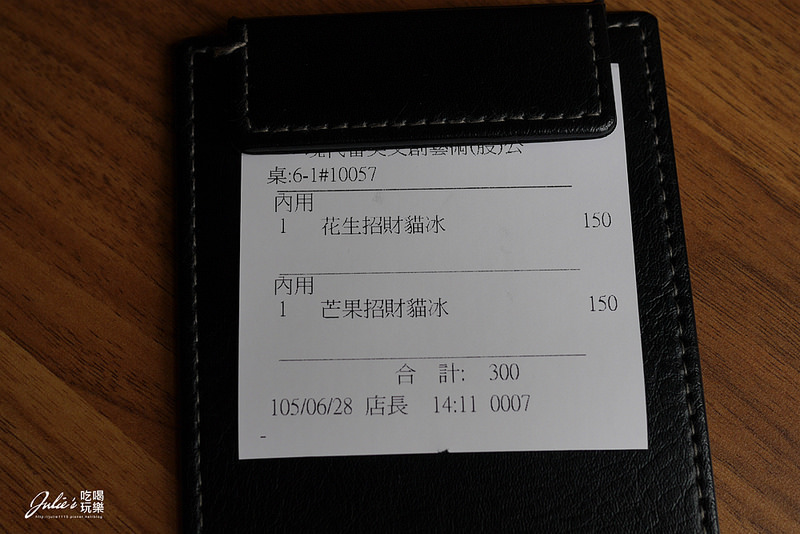 桌:6-1#10057
內用
1 花生招財貓冰 150
內用
1 芒果招財貓冰 150
合 計: 300
105/06/28 店長 14:11 0007
-
Julie's 吃喝
玩樂